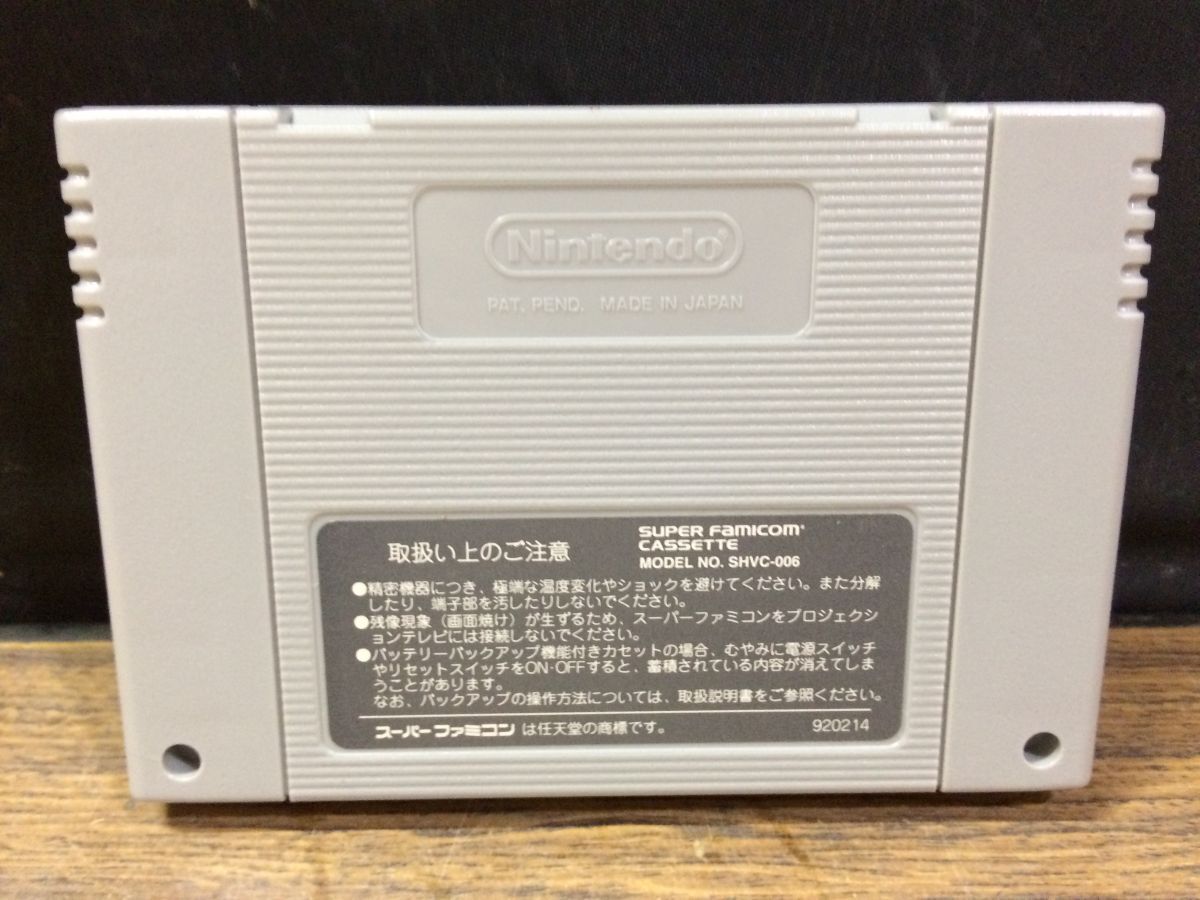 Nintendo
PAT. PEND. MADE IN JAPAN
取扱い上のご注意
SUPER FAMICOM
CASSETTE
MODEL NO. SHVC-006
●精密機器につき、極端な温度変化やショックを避けてください。また分解
したり、端子部を汚したりしないでください。
●残像現象（画面焼け）が生ずるため、スーパーファミコンをプロジェクシ
ョンテレビには接続しないでください。
●バッテリーバックアップ機能付きカセットの場合、むやみに電源スイッチ
やリセットスイッチをON・OFFすると、蓄積されている内容が消えてしま
うことがあります。
なお、バックアップの操作方法については、取扱説明書をご参照ください。
スーパーファミコンは任天堂の商標です。 920214